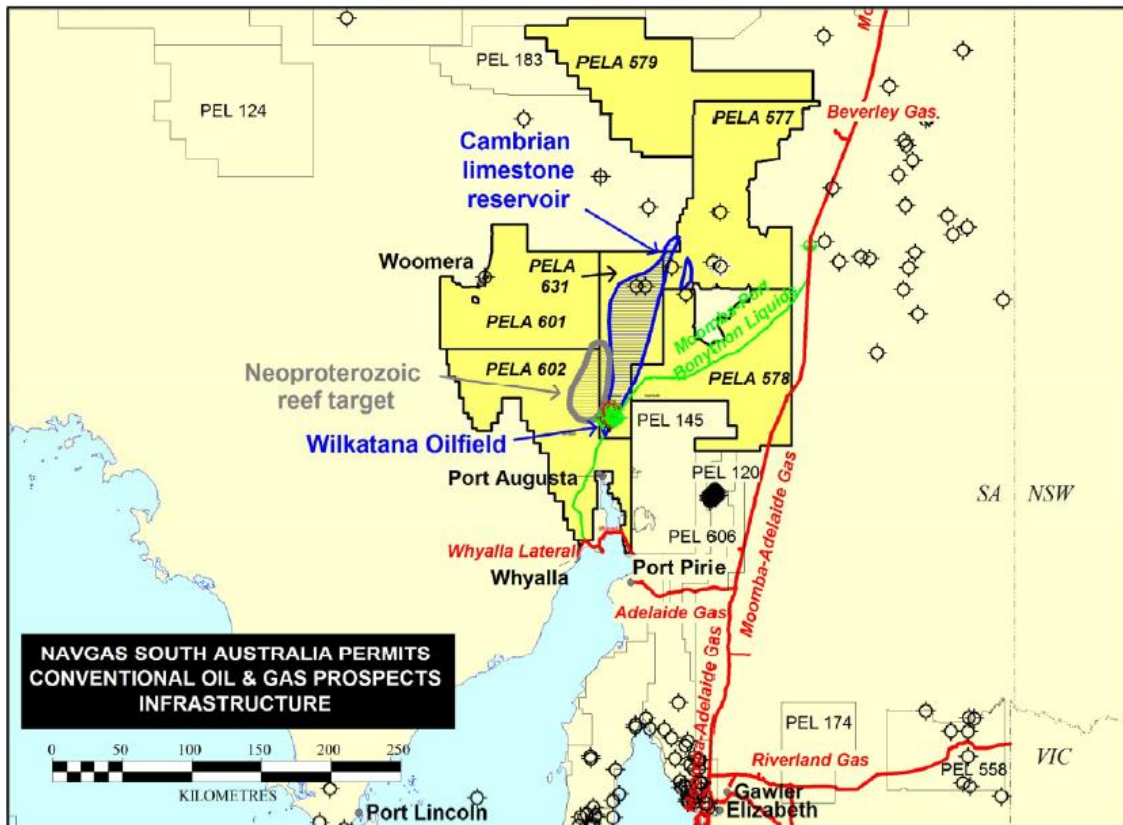 PEL 183
PELA 579
PEL 124
PELA 577
Beverley Gas
Cambrian
limestone
reservoir
Woomera
PELA
631
PELA 601
Moomba-Port
Bonython Liquids
PELA 602
PELA 578
Neoproterozoic
reef target
PEL 145
Wilkatana Oilfield
Port Augusta
PEL 120
SA
NSW
PEL 606
Whyalla Lateral
Whyalla
Port Pirie
Moomba-Adelaide Gas
Adelaide Gas
Moomba-Adelaide Gas
NAVGAS SOUTH AUSTRALIA PERMITS
CONVENTIONAL OIL & GAS PROSPECTS
INFRASTRUCTURE
PEL 174
Riverland Gas
VIC
PEL 558
0 50 100 150 200 250
KILOMETRES
Gawler
Elizabeth
Port Lincoln